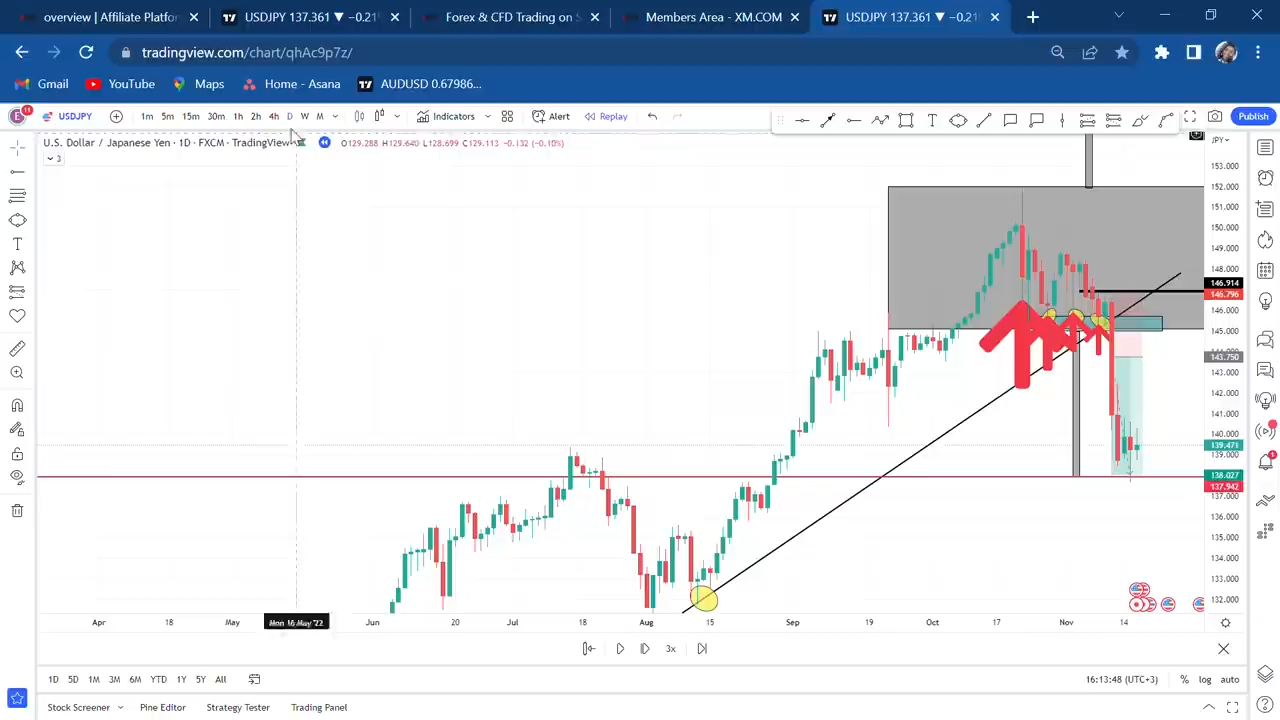 overview | Affiliate Platfor
USDJPY 137.361 ▼ −0.21
Forex & CFD Trading on S
Members Area - XM.COM
USDJPY 137.361 ▼ −0.21
tradingview.com/chart/qhAc9p7z/
Gmail
YouTube
Maps
Home - Asana
AUDUSD 0.67986...
E
11
USDJPY
1m 5m 15m 30m 1h 2h 4h D W M
Indicators
Alert
Replay
Publish
U.S. Dollar / Japanese Yen · 1D · FXCM · TradingView
O129.288 H129.640 L128.699 C129.113 −0.132 (−0.10%)
3
JPY
153.000
152.000
151.000
150.000
149.000
148.000
146.914
146.796
146.000
145.000
143.750
143.000
142.000
141.000
140.000
139.471
139.000
138.027
137.942
137.000
136.000
135.000
134.000
133.000
132.000
Apr 18 May Mon 16 May '22 Jun 20 Jul 18 Aug 15 Sep 19 Oct 17 Nov 14
3x
1D 5D 1M 3M 6M YTD 1Y 5Y All
16:13:48 (UTC+3) % log auto
Stock Screener Pine Editor Strategy Tester Trading Panel